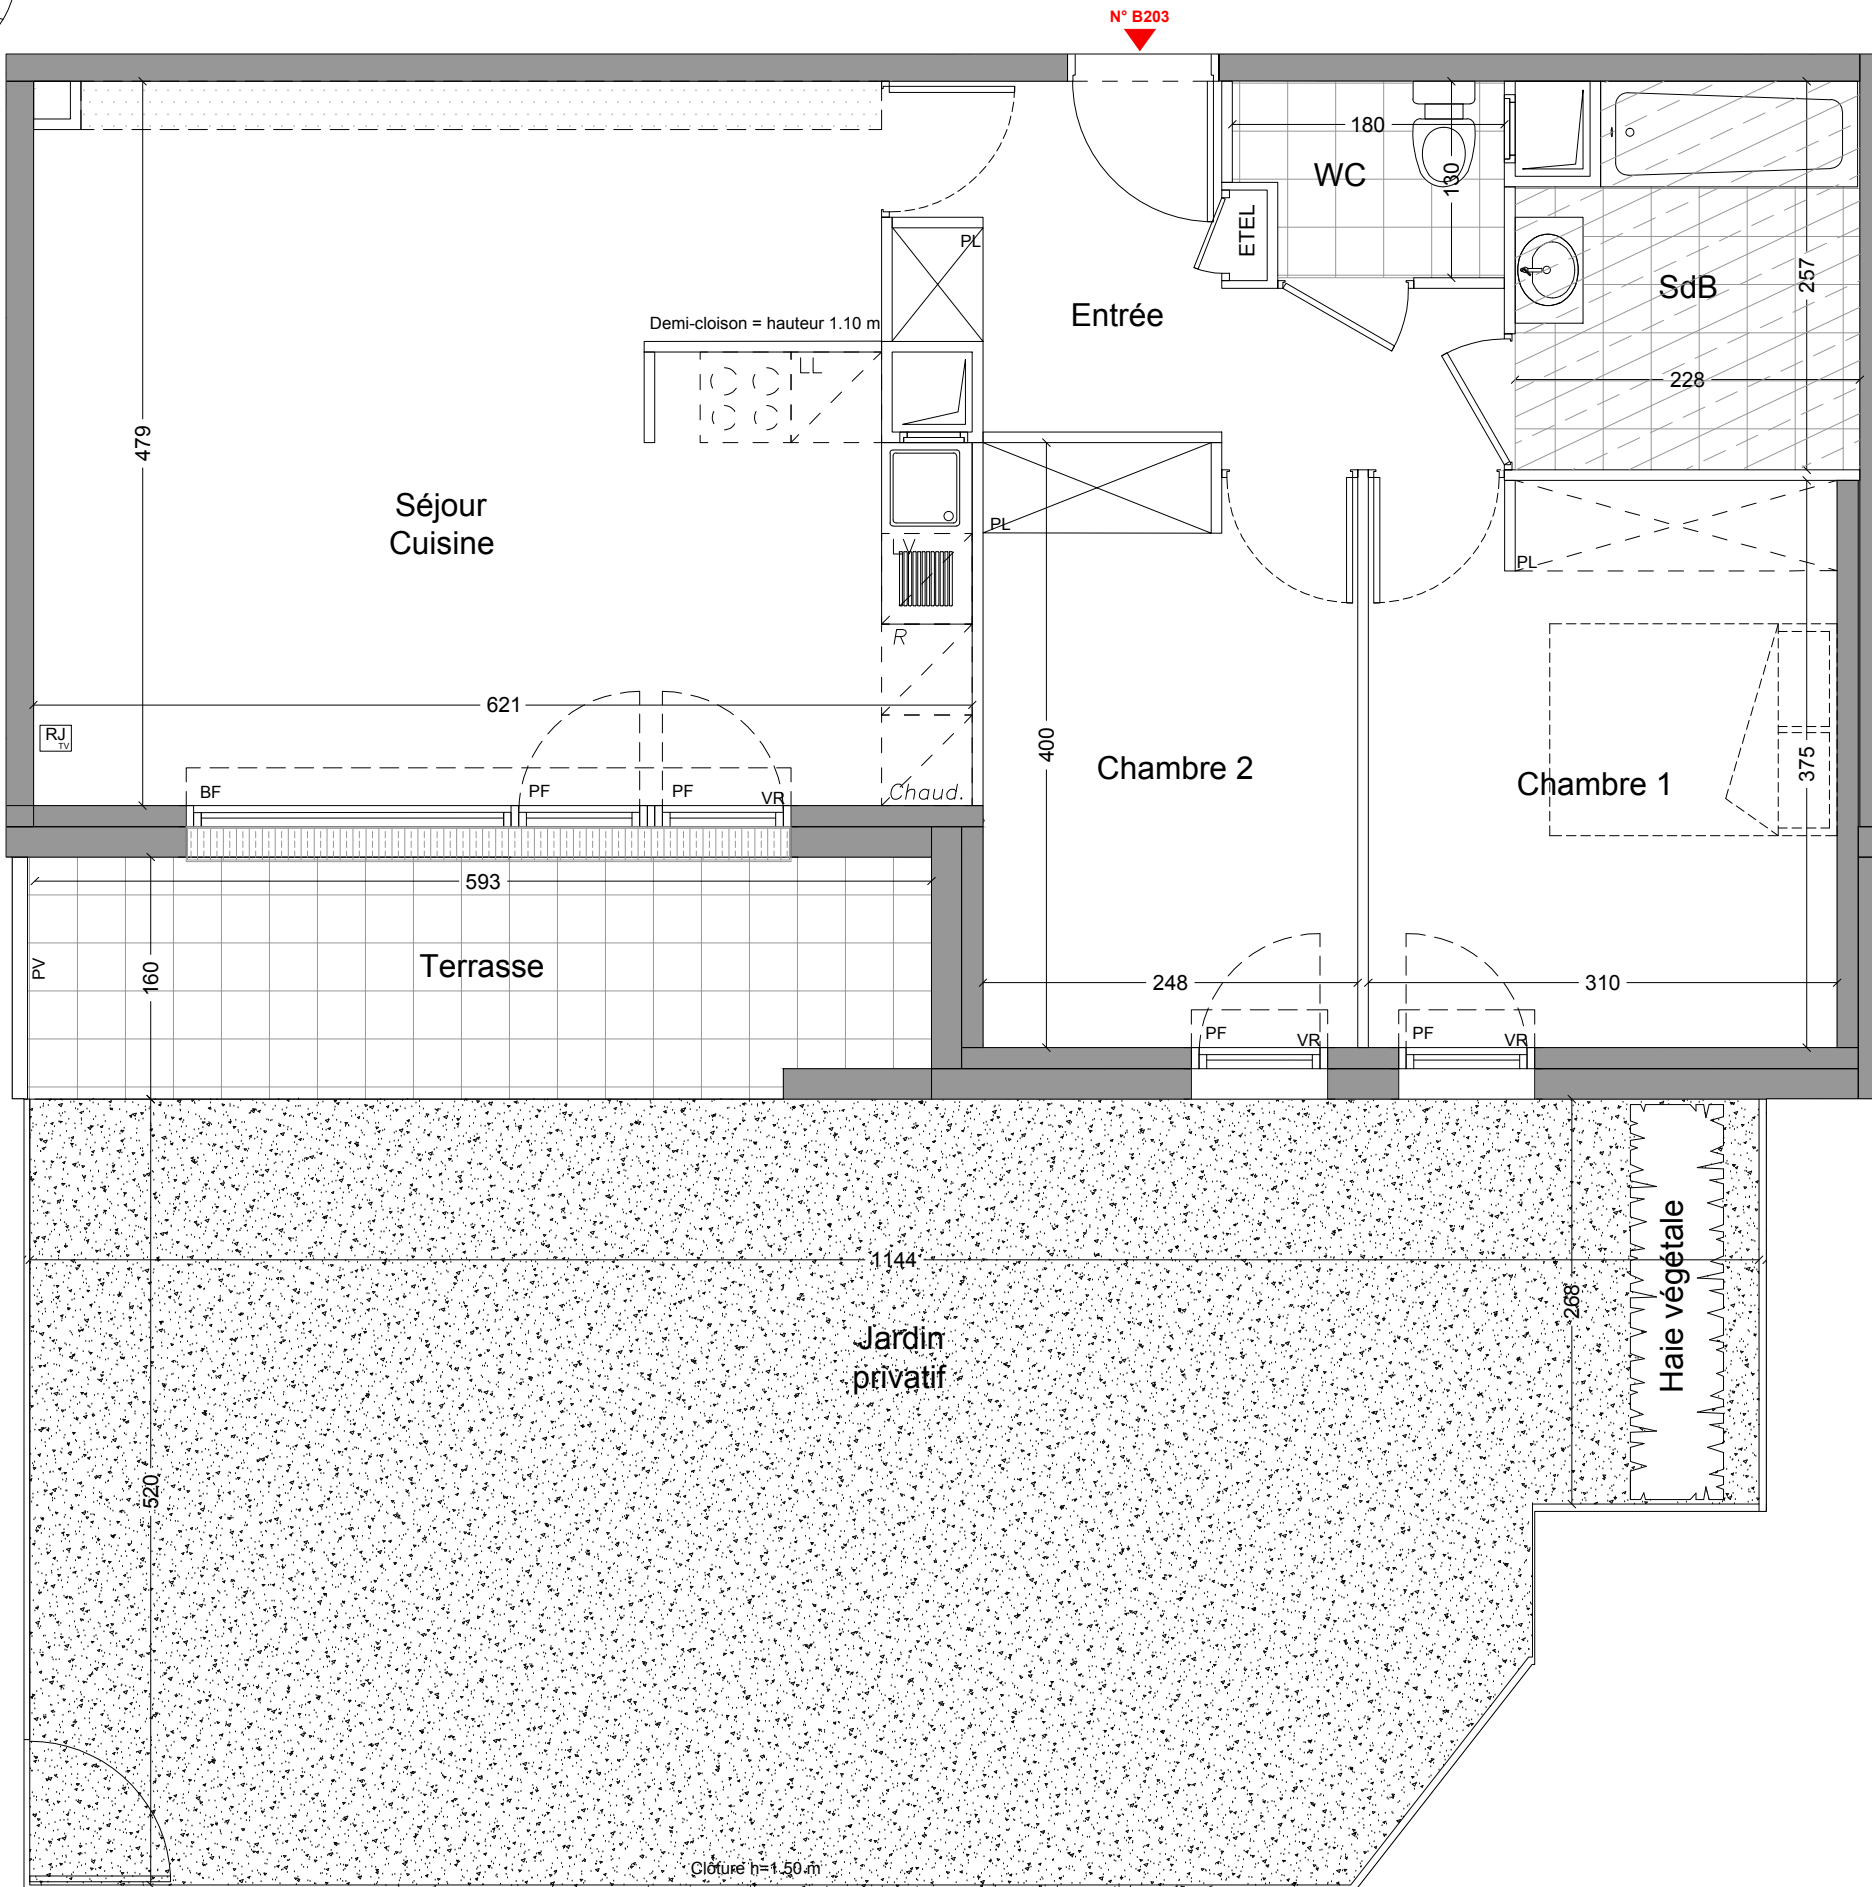 N° B203
180
WC
130
ETEL
PL
Entrée
SdB
257
228
Demi-cloison = hauteur 1.10 m
LL
479
Séjour
Cuisine
PL
LV
PL
R
621
RJ
TV
400
Chambre 2
Chambre 1
375
BF
PF
PF
VR
Chaud.
593
PV
160
Terrasse
248
310
PF
VR
PF
VR
1144
268
Haie végétale
Jardin
privatif
520
Clôture h=1.50 m